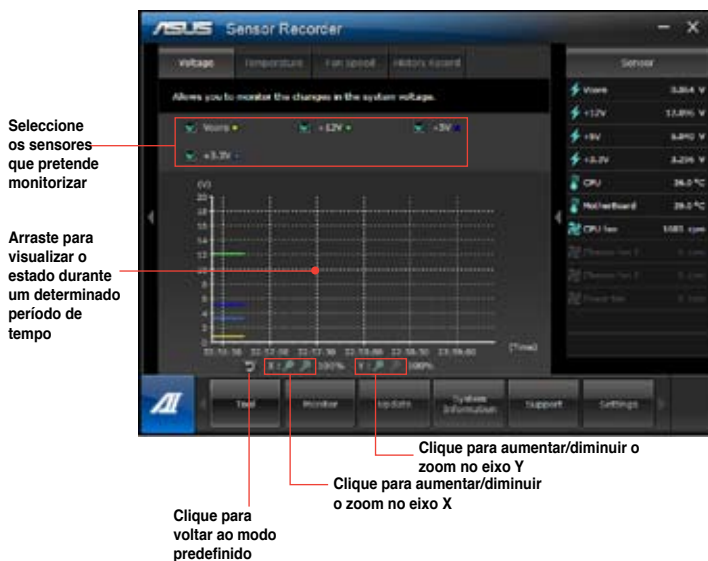 ASUS Sensor Recorder
Voltage Temperature Fan Speed History Record
Allows you to monitor the changes in the system voltage.
Vcore +12V +5V
+3.3V
(V)
20
18
16
14
12
10
8
6
4
2
0
[Time]
X : 100% Y : 100%
Sensor
Vcore V
+12V V
+5V V
+3.3V V
CPU °C
MotherBoard °C
CPU fan rpm
AI Tool Monitor Update System Information Support Settings
Seleccione
os sensores
que pretende
monitorizar
Arraste para
visualizar o
estado durante
um determinado
período de
tempo
Clique para aumentar/diminuir o
zoom no eixo Y
Clique para aumentar/diminuir
o zoom no eixo X
Clique para
voltar ao modo
predefinido